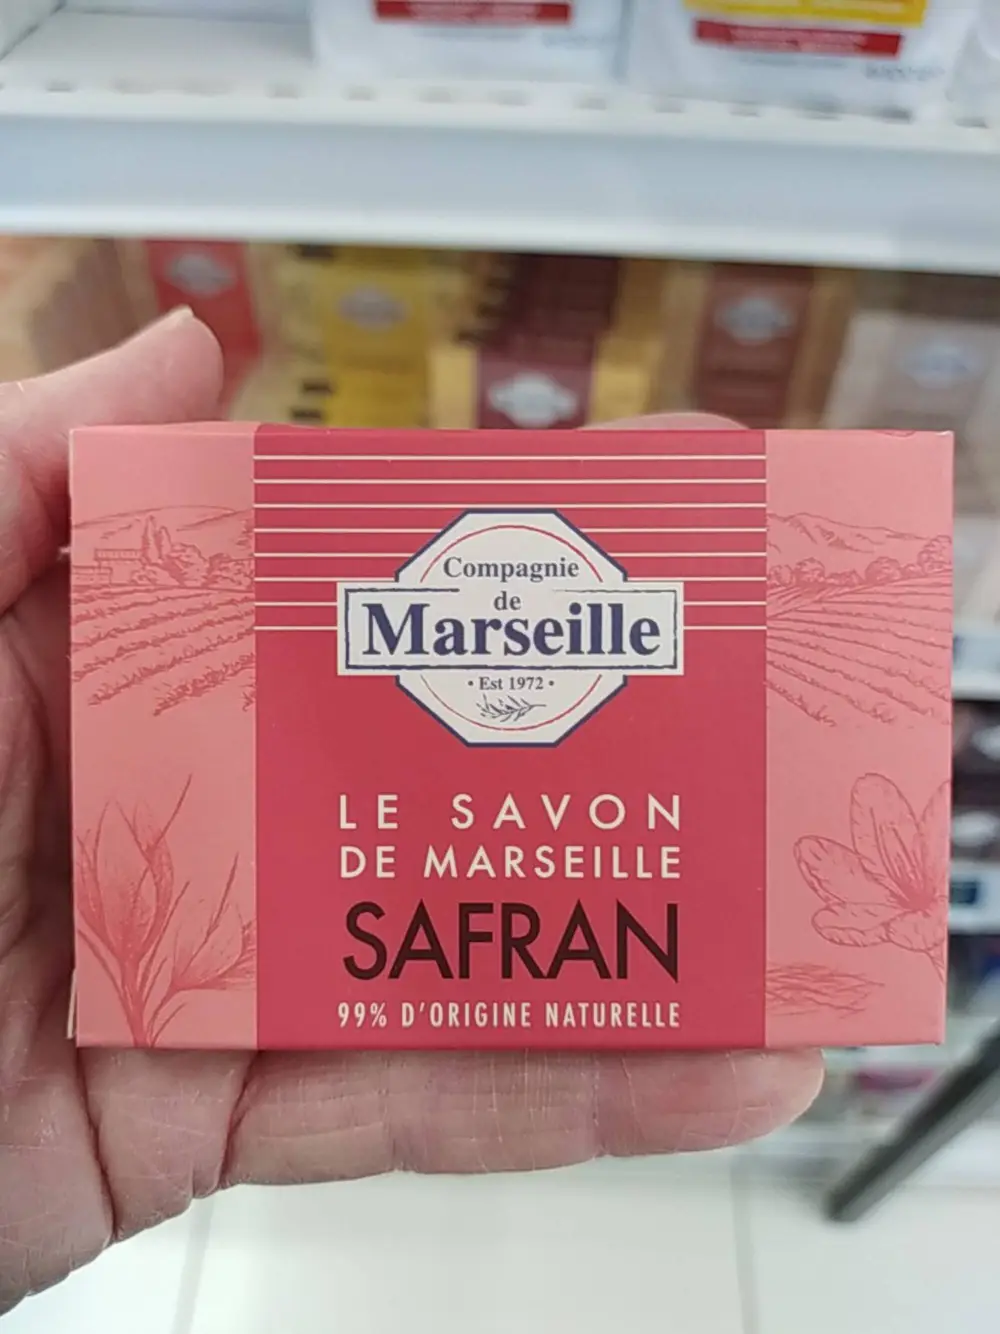 Compagnie
de
Marseille
• Est 1972 •
LE SAVON
DE MARSEILLE
SAFRAN
99% D'ORIGINE NATURELLE